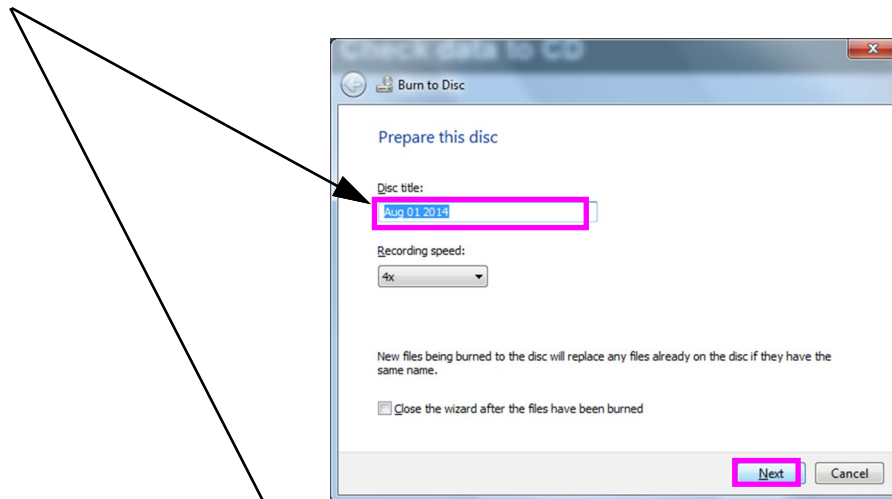 Check data to CD
Burn to Disc
Prepare this disc
Disc title:
Aug 01 2014
Recording speed:
4x
New files being burned to the disc will replace any files already on the disc if they have the
same name.
Close the wizard after the files have been burned
Next Cancel